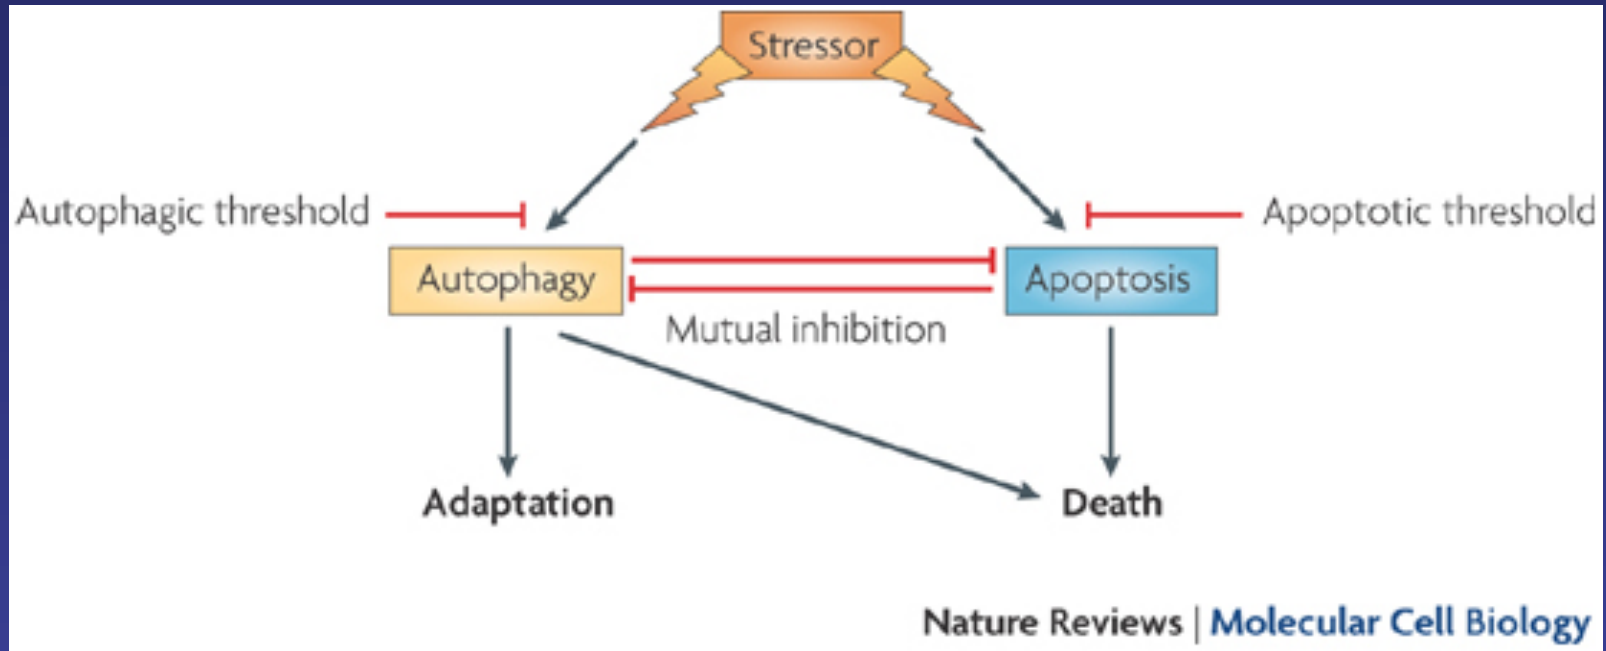 Stressor
Autophagic threshold
Apoptotic threshold
Autophagy
Apoptosis
Mutual inhibition
Adaptation
Death
Nature Reviews | Molecular Cell Biology